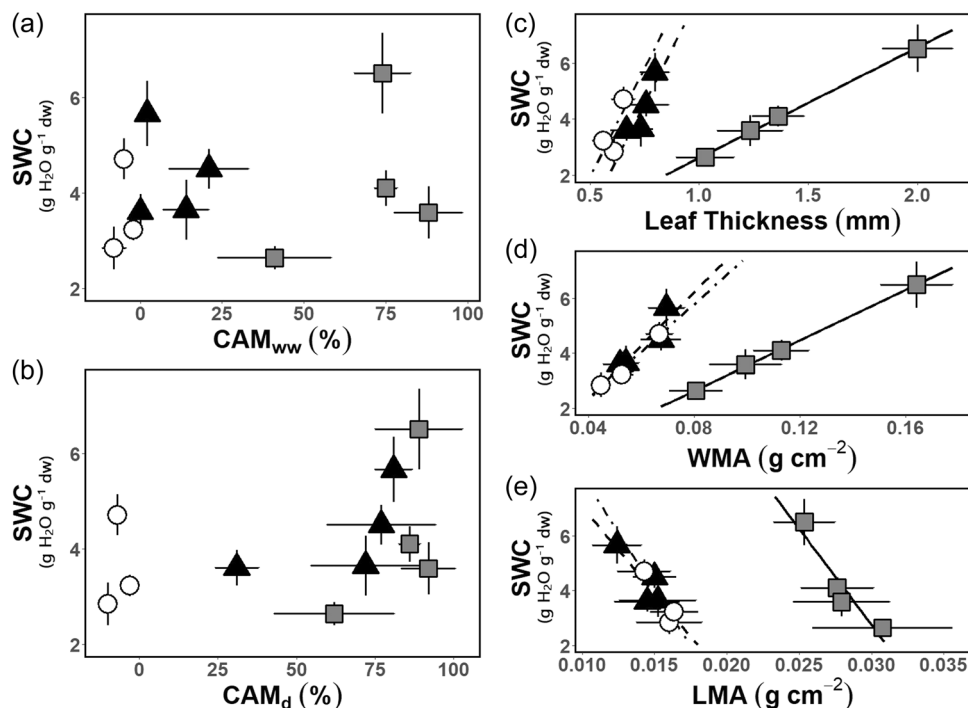 (a)
SWC
(g H₂O g⁻¹ dw)
6
4
2
0
25
50
75
100
CAM_ww (%)
(b)
SWC
(g H₂O g⁻¹ dw)
6
4
2
0
25
50
75
100
CAM_d (%)
(c)
SWC
(g H₂O g⁻¹ dw)
6
4
2
0.5
1.0
1.5
2.0
Leaf Thickness (mm)
(d)
SWC
(g H₂O g⁻¹ dw)
6
4
2
0.04
0.08
0.12
0.16
WMA (g cm⁻²)
(e)
SWC
(g H₂O g⁻¹ dw)
6
4
2
0.010
0.015
0.020
0.025
0.030
0.035
LMA (g cm⁻²)